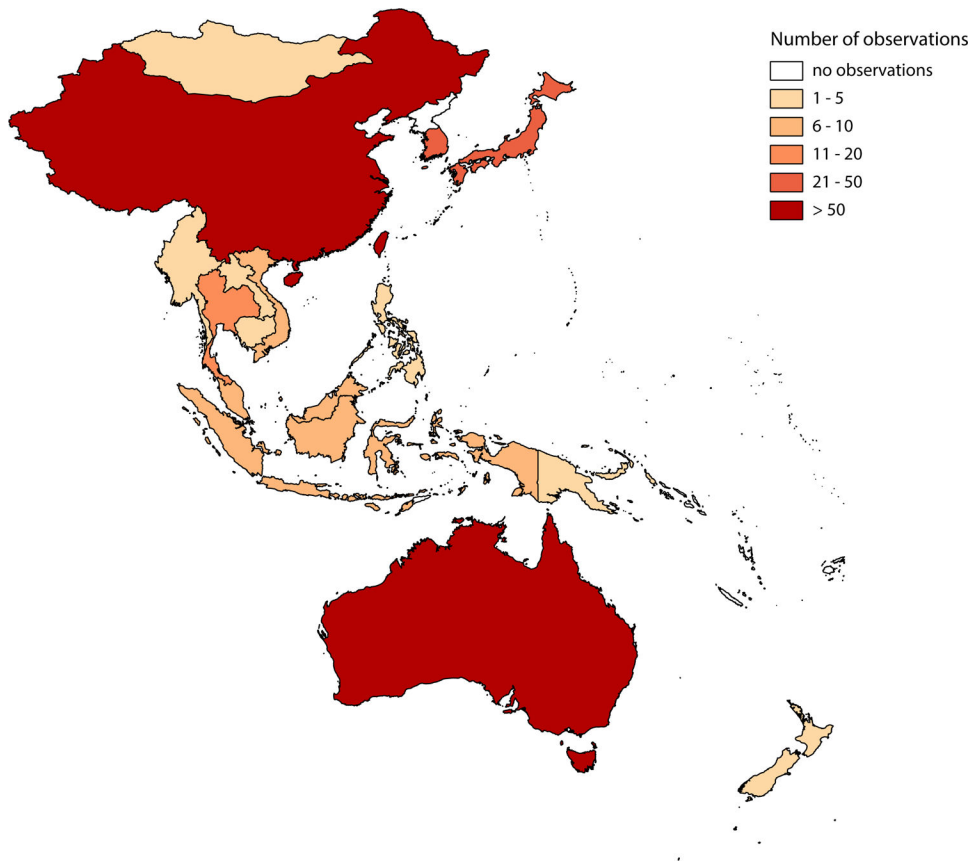 Number of observations
no observations
1 - 5
6 - 10
11 - 20
21 - 50
> 50